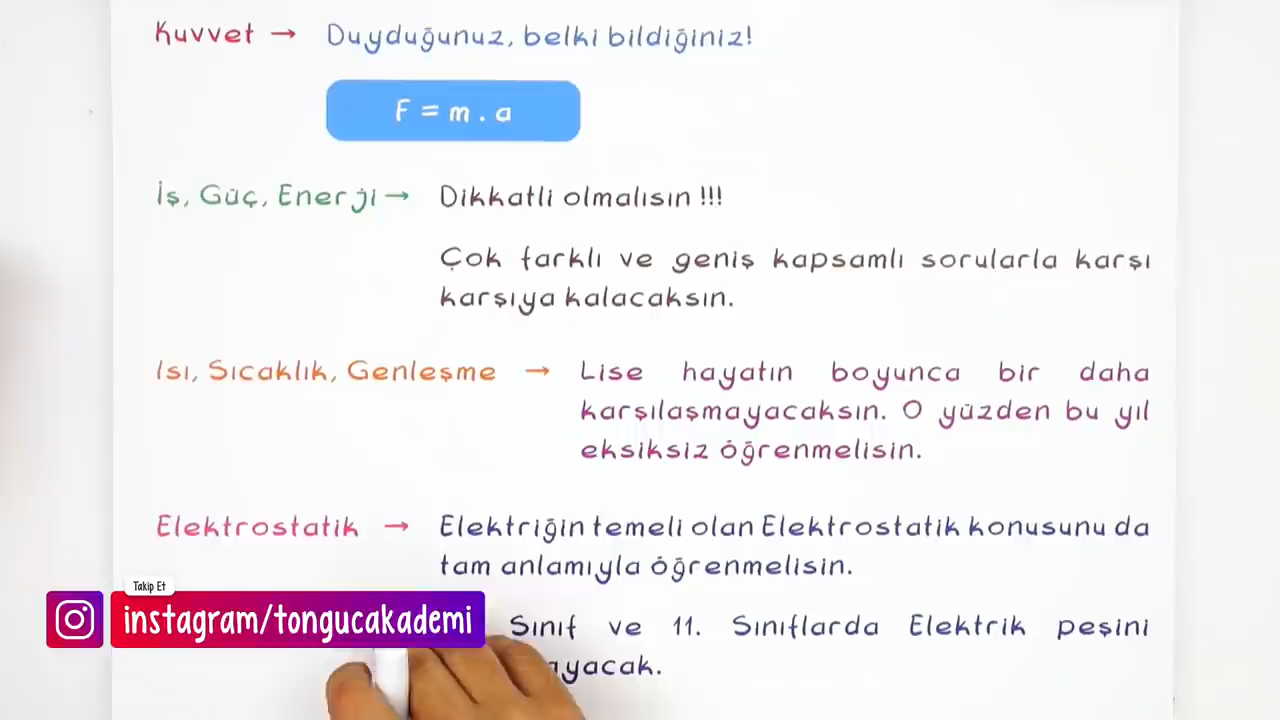 Kuvvet → Duyduğunuz, belki bildiğiniz!
F = m . a
İş, Güç, Enerji → Dikkatli olmalısın !!!
Çok farklı ve geniş kapsamlı sorularla karşı
karşıya kalacaksın.
Isı, Sıcaklık, Genleşme → Lise hayatın boyunca bir daha
karşılaşmayacaksın. O yüzden bu yıl
eksiksiz öğrenmelisin.
Elektrostatik → Elektriğin temeli olan Elektrostatik konusunu da
tam anlamıyla öğrenmelisin.
Takip Et
instagram/tongucakademi
Sınıf ve 11. Sınıflarda Elektrik peşini